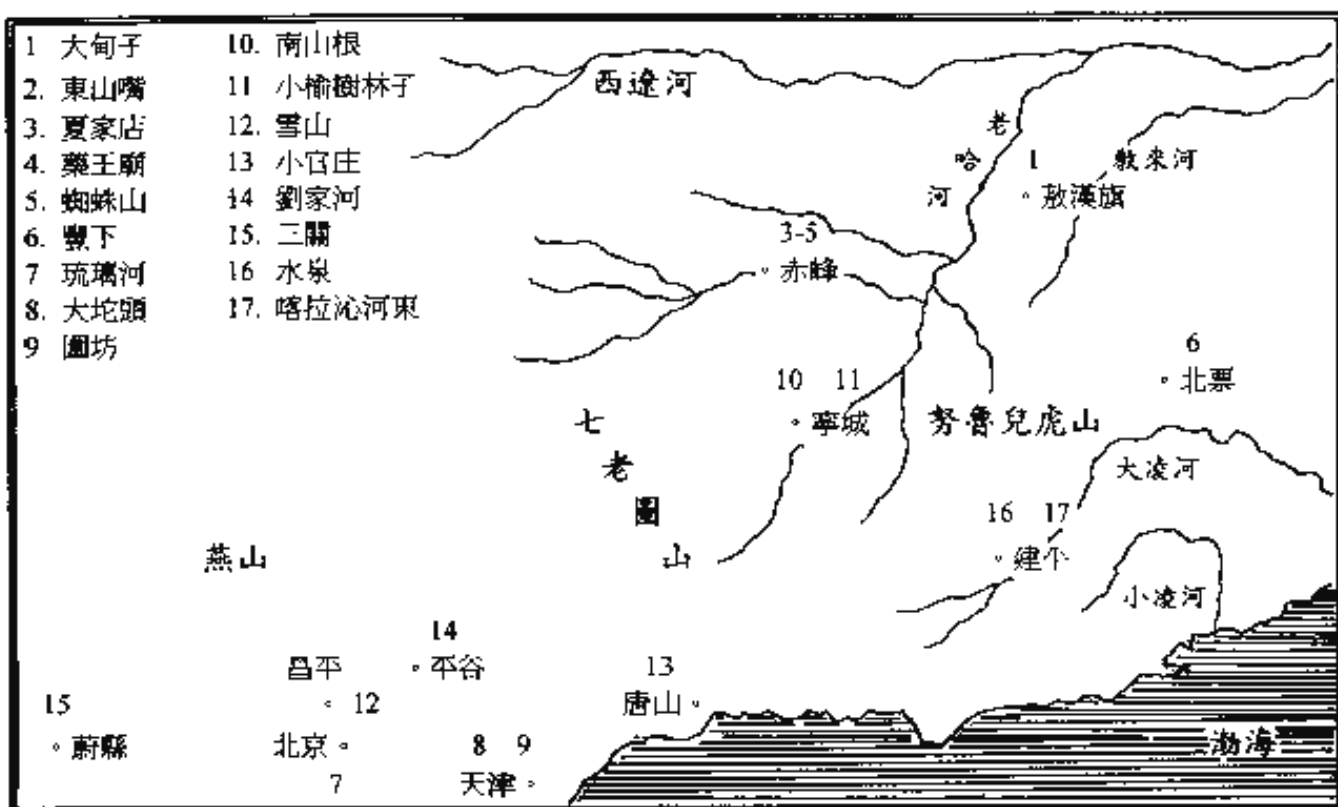 1 大甸子
2. 東山嘴
3. 夏家店
4. 藥王廟
5. 蜘蛛山
6. 豐下
7 琉璃河
8. 大坨頭
9 圍坊
10. 南山根
11 小榆樹林子
12. 雪山
13 小官庄
14 劉家河
15. 三關
16 水泉
17. 喀拉沁河東
西遼河
老哈河
1
教來河
敖漢旗
3-5
赤峰
6
北票
10 11
寧城
努魯兒虎山
七老圖山
大凌河
16 17
建平
燕山
小凌河
14
昌平
平谷
13
15
12
唐山
蔚縣
北京
8 9
渤海
7
天津